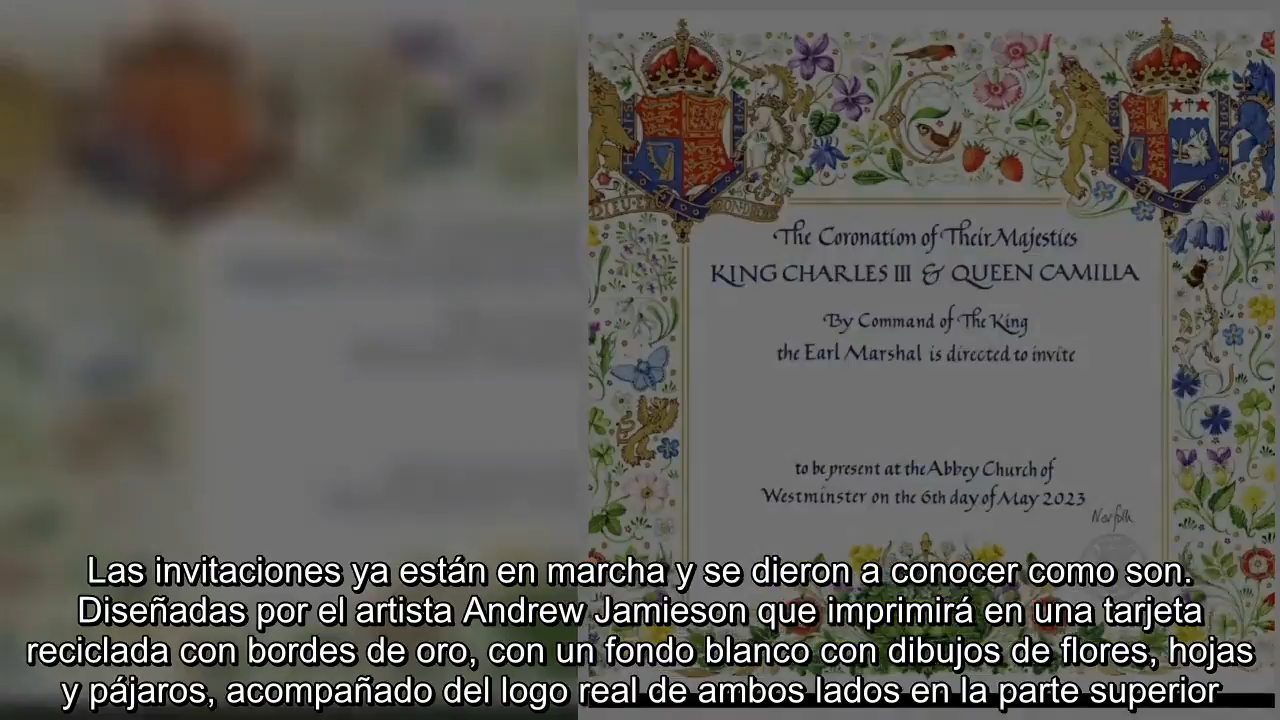 DIEU ET
The Coronation of Their Majesties
KING CHARLES III & QUEEN CAMILLA
By Command of The King
the Earl Marshal is directed to invite
to be present at the Abbey Church of
Westminster on the 6th day of May 2023
Norfolk
Las invitaciones ya están en marcha y se dieron a conocer como son.
Diseñadas por el artista Andrew Jamieson que imprimirá en una tarjeta
reciclada con bordes de oro, con un fondo blanco con dibujos de flores, hojas
y pájaros, acompañado del logo real de ambos lados en la parte superior